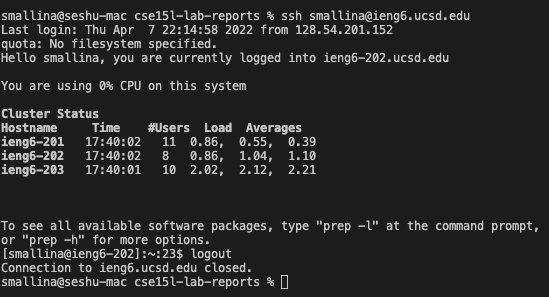 smallina@seshu-mac cse15l-lab-reports % ssh smallina@ieng6.ucsd.edu
Last login: Thu Apr  7 22:14:58 2022 from 128.54.201.152
quota: No filesystem specified.
Hello smallina, you are currently logged into ieng6-202.ucsd.edu
You are using 0% CPU on this system
Cluster Status
Hostname     Time    #Users  Load  Averages
ieng6-201   17:40:02   11  0.86,  0.55,  0.39
ieng6-202   17:40:02   8  0.86,  1.04,  1.10
ieng6-203   17:40:01   10  2.02,  2.12,  2.21
To see all available software packages, type "prep -l" at the command prompt,
or "prep -h" for more options.
[smallina@ieng6-202]:~:23$ logout
Connection to ieng6.ucsd.edu closed.
smallina@seshu-mac cse15l-lab-reports %